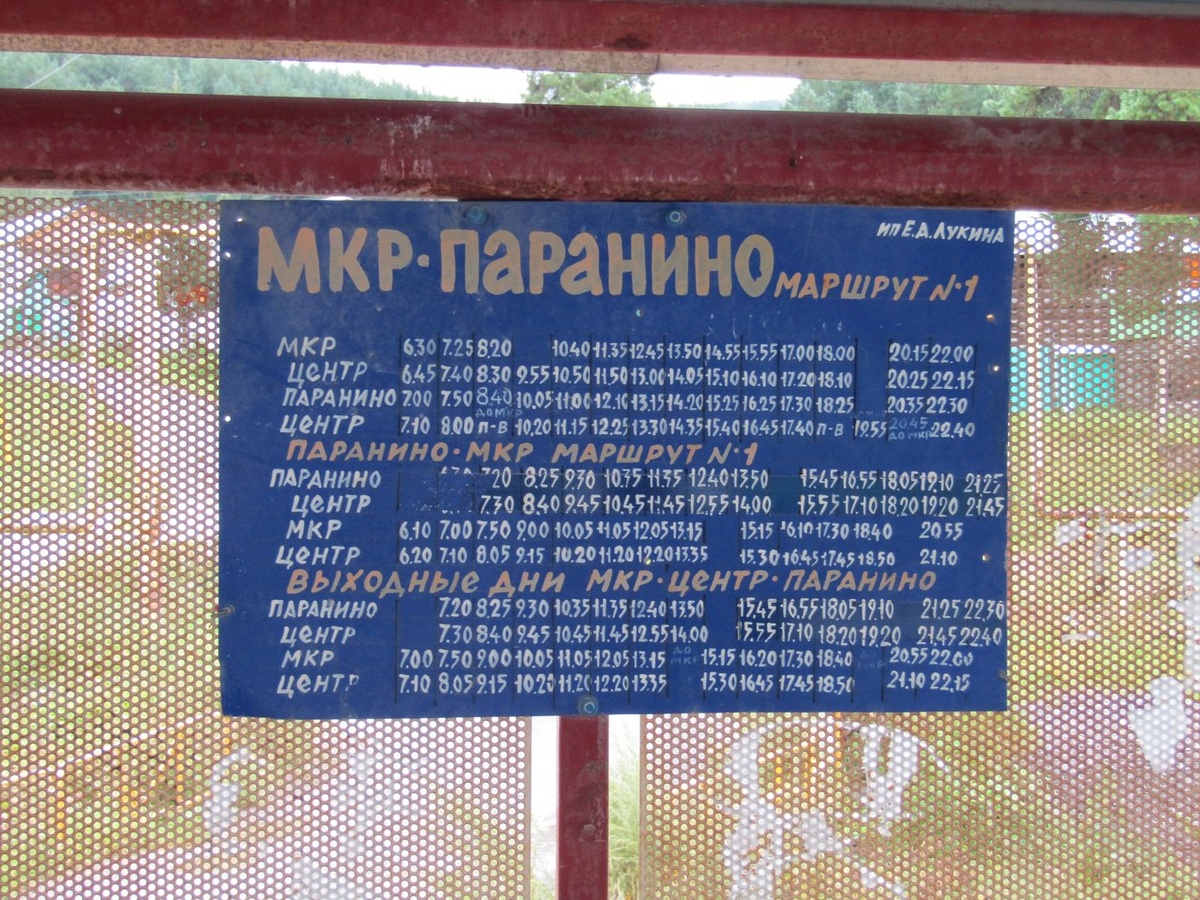 ИП Е.А.ЛУКИНА
МКР·ПАРАНИНО МАРШРУТ N·1
МКР 6.30 7.25 8.20 10.40 11.35 12.45 13.50 14.55 15.55 17.00 18.00 20.15 22.00
ЦЕНТР 6.45 7.40 8.30 9.55 10.50 11.50 13.00 14.05 15.10 16.10 17.20 18.10 20.25 22.15
ПАРАНИНО 7.00 7.50 8.40 10.05 11.00 12.10 13.15 14.20 15.25 16.25 17.30 18.25 20.35 22.30
ЦЕНТР 7.10 8.00 ДО МКР П-В 10.20 11.15 12.25 13.30 14.35 15.40 16.45 17.40 П-В 19.55 20.45 ДО МКР 22.40
ПАРАНИНО·МКР МАРШРУТ N·1
ПАРАНИНО 7.20 8.25 9.30 10.35 11.35 12.40 13.50 15.45 16.55 18.05 19.10 21.25
ЦЕНТР 7.30 8.40 9.45 10.45 11.45 12.55 14.00 15.55 17.10 18.20 19.20 21.45
МКР 6.10 7.00 7.50 9.00 10.05 11.05 12.05 13.15 15.15 16.10 17.30 18.40 20.55
ЦЕНТР 6.20 7.10 8.05 9.15 10.20 11.20 12.20 13.35 15.30 16.45 17.45 18.50 21.10
ВЫХОДНЫЕ ДНИ МКР·ЦЕНТР·ПАРАНИНО
ПАРАНИНО 7.20 8.25 9.30 10.35 11.35 12.40 13.50 15.45 16.55 18.05 19.10 21.25 22.30
ЦЕНТР 7.30 8.40 9.45 10.45 11.45 12.55 14.00 15.55 17.10 18.20 19.20 21.45 22.40
МКР 7.00 7.50 9.00 10.05 11.05 12.05 13.15 ДО МКР 15.15 16.20 17.30 18.40 ДО МКР 20.55 22.00
ЦЕНТР 7.10 8.05 9.15 10.20 11.20 12.20 13.35 15.30 16.45 17.45 18.50 21.10 22.15